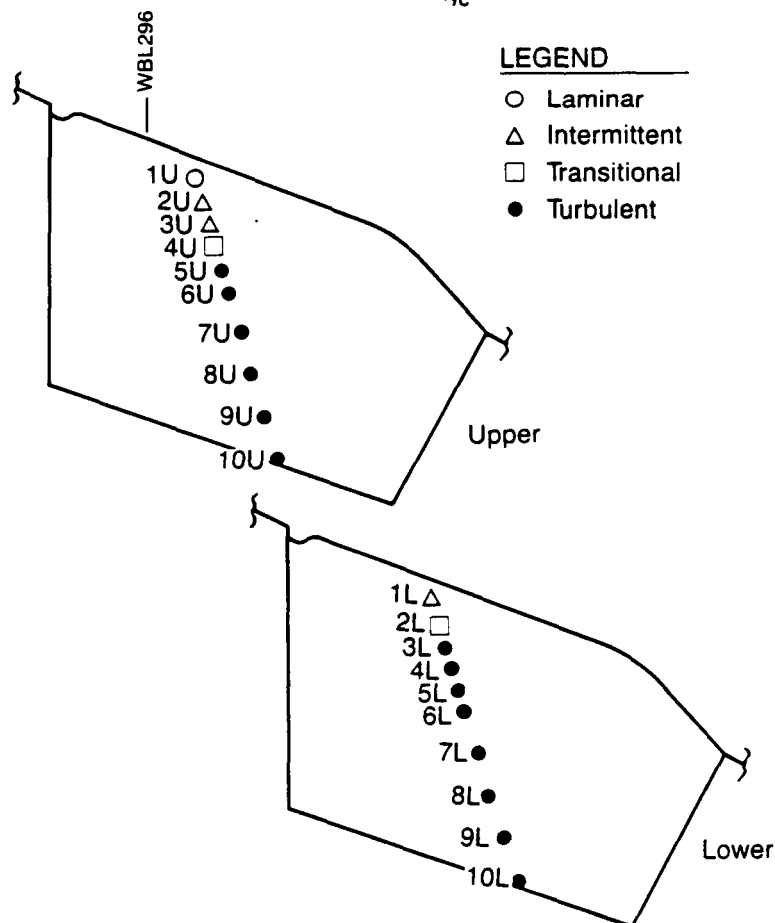 WBL296
LEGEND
Laminar
Intermittent
Transitional
Turbulent
1U
2U
3U
4U
5U
6U
7U
8U
9U
10U
Upper
1L
2L
3L
4L
5L
6L
7L
8L
9L
10L
Lower